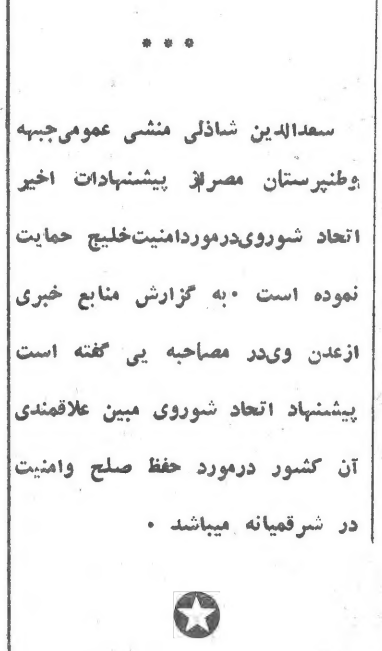 * * *
سعدالدین شاذلی منشی عمومی جبهه
وطنپرستان مصر از پیشنهادات اخیر
اتحاد شوروی درمورد امنیت خلیج حمایت
نموده است ۰ به گزارش منابع خبری
ازعدن وی در مصاحبه یی گفته است
پیشنهاد اتحاد شوروی مبین علاقمندی
آن کشور درمورد حفظ صلح وامنیت
در شرقمیانه میباشد ۰